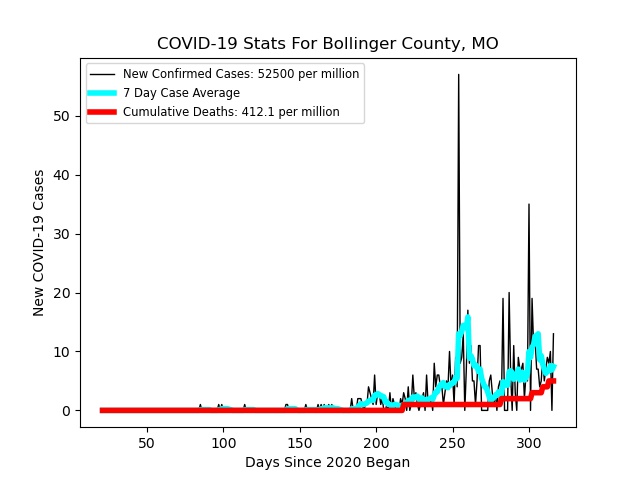 COVID-19 Stats For Bollinger County, MO
New Confirmed Cases: 52500 per million
7 Day Case Average
Cumulative Deaths: 412.1 per million
New COVID-19 Cases
50
40
30
20
10
0
50 100 150 200 250 300
Days Since 2020 Began